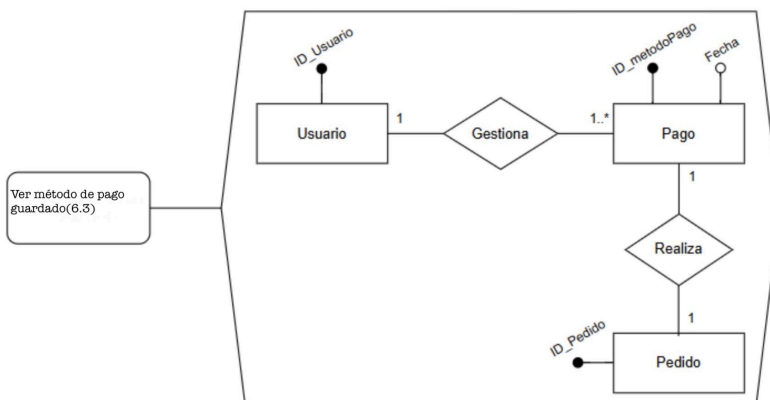 ID_Usuario
ID_metodoPago
Fecha
Usuario
1
Gestiona
1..*
Pago
1
Ver método de pago
guardado(6.3)
Realiza
1
ID_Pedido
Pedido